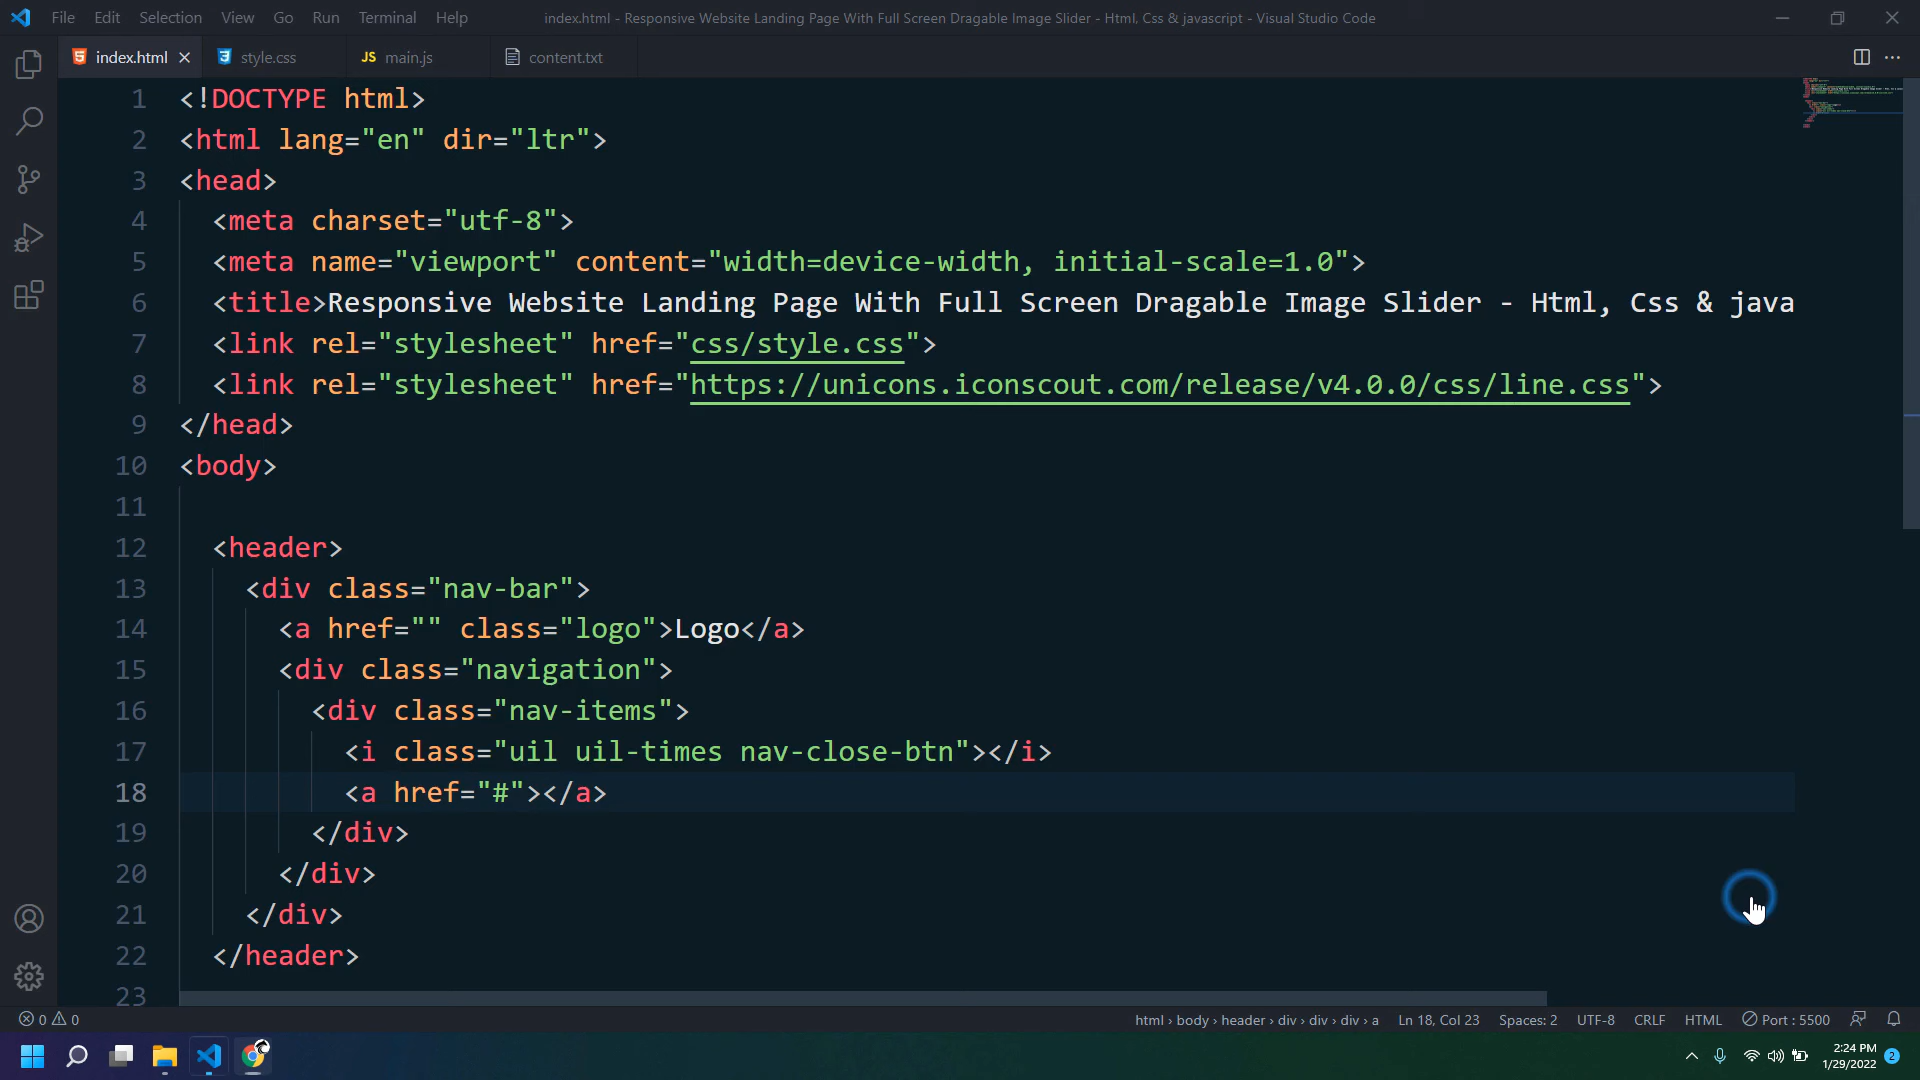 File Edit Selection View Go Run Terminal Help index.html - Responsive Website Landing Page With Full Screen Dragable Image Slider - Html, Css & javascript - Visual Studio Code
index.html style.css JS main.js content.txt
1 <!DOCTYPE html>
2 <html lang="en" dir="ltr">
3 <head>
4 <meta charset="utf-8">
5 <meta name="viewport" content="width=device-width, initial-scale=1.0">
6 <title>Responsive Website Landing Page With Full Screen Dragable Image Slider - Html, Css & java
7 <link rel="stylesheet" href="css/style.css">
8 <link rel="stylesheet" href="https://unicons.iconscout.com/release/v4.0.0/css/line.css">
9 </head>
10 <body>
11
12 <header>
13 <div class="nav-bar">
14 <a href="" class="logo">Logo</a>
15 <div class="navigation">
16 <div class="nav-items">
17 <i class="uil uil-times nav-close-btn"></i>
18 <a href="#"></a>
19 </div>
20 </div>
21 </div>
22 </header>
23
0 0 html › body › header › div › div › div › a Ln 18, Col 23 Spaces: 2 UTF-8 CRLF HTML Port : 5500
2:24 PM
1/29/2022 2